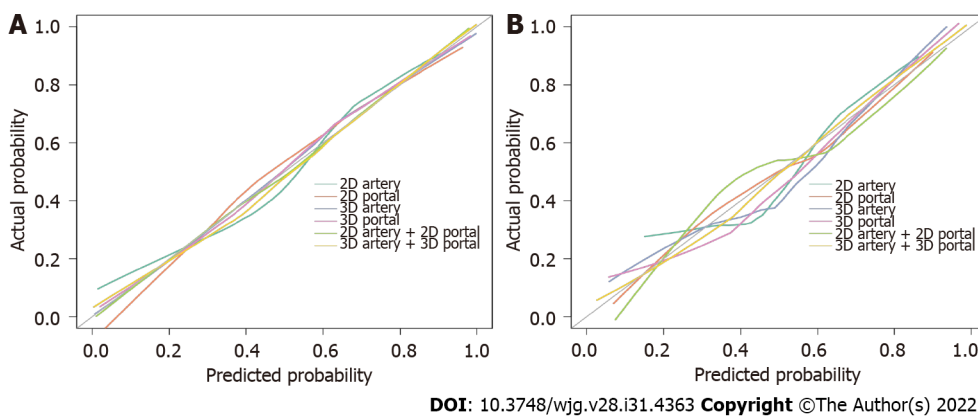 A
Actual probability
1.0
0.8
0.6
0.4
0.2
0.0
2D artery
2D portal
3D artery
3D portal
2D artery + 2D portal
3D artery + 3D portal
0.0 0.2 0.4 0.6 0.8 1.0
Predicted probability
B
Actual probability
1.0
0.8
0.6
0.4
0.2
0.0
2D artery
2D portal
3D artery
3D portal
2D artery + 2D portal
3D artery + 3D portal
0.0 0.2 0.4 0.6 0.8 1.0
Predicted probability
DOI: 10.3748/wjg.v28.i31.4363 Copyright ©The Author(s) 2022